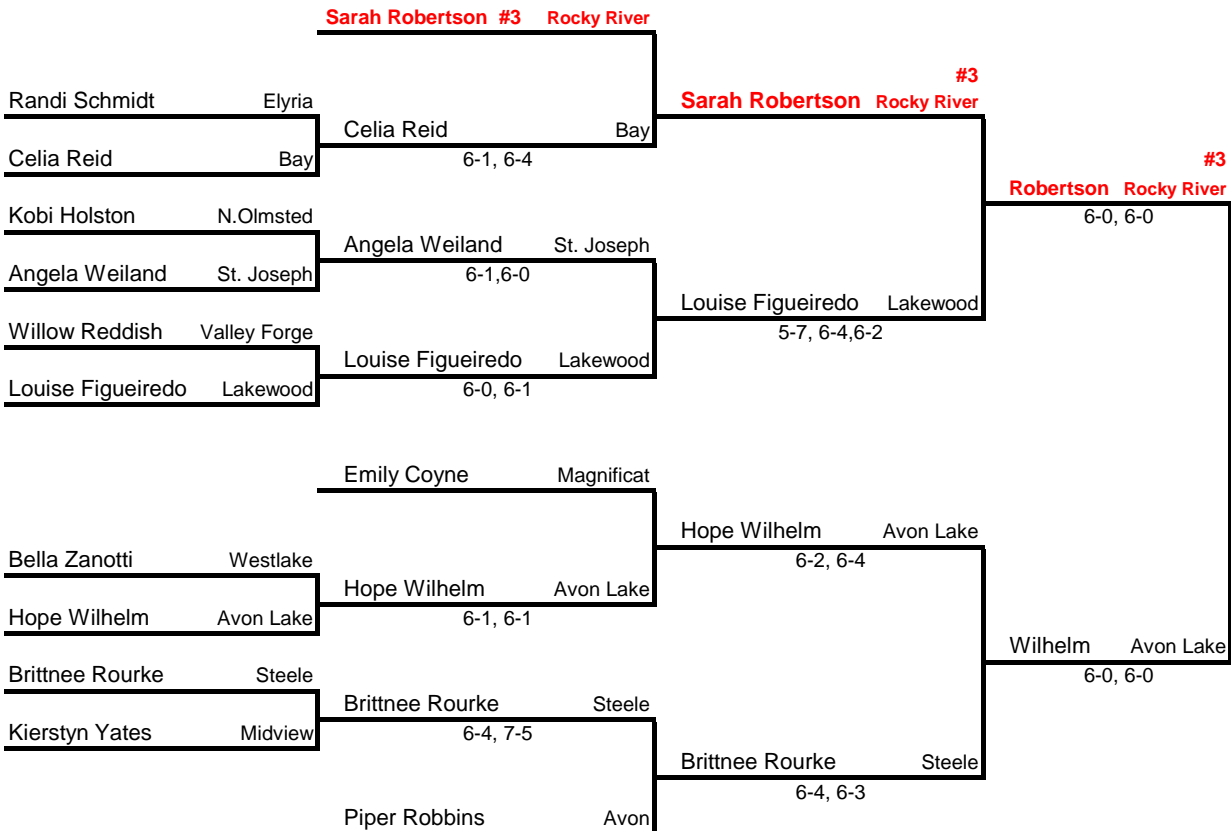 Sarah Robertson #3 Rocky River
#3
Randi Schmidt Elyria
Sarah Robertson Rocky River
Celia Reid Bay
Celia Reid Bay
6-1, 6-4
#3
Robertson Rocky River
Kobi Holston N.Olmsted
6-0, 6-0
Angela Weiland St. Joseph
Angela Weiland St. Joseph
6-1,6-0
Louise Figueiredo Lakewood
Willow Reddish Valley Forge
5-7, 6-4,6-2
Louise Figueiredo Lakewood
Louise Figueiredo Lakewood
6-0, 6-1
Emily Coyne Magnificat
Hope Wilhelm Avon Lake
Bella Zanotti Westlake
6-2, 6-4
Hope Wilhelm Avon Lake
Hope Wilhelm Avon Lake
6-1, 6-1
Wilhelm Avon Lake
Brittnee Rourke Steele
6-0, 6-0
Brittnee Rourke Steele
Kierstyn Yates Midview
6-4, 7-5
Brittnee Rourke Steele
6-4, 6-3
Piper Robbins Avon